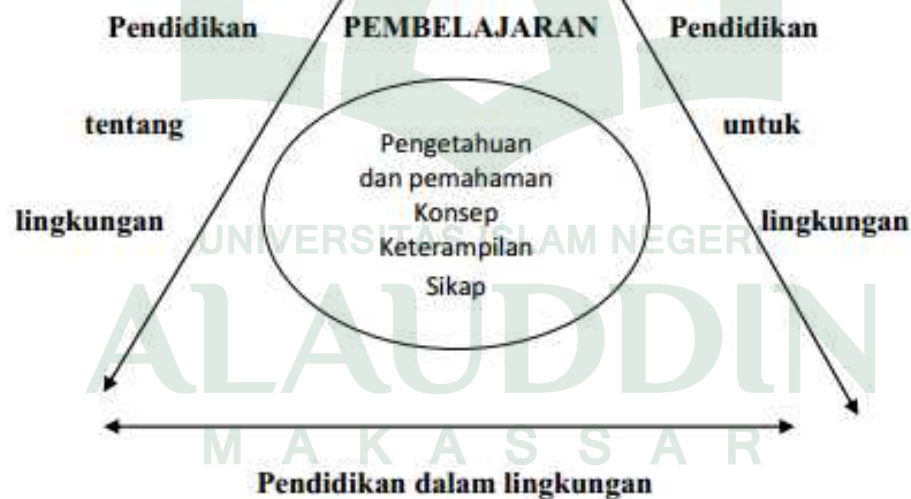 Pendidikan PEMBELAJARAN Pendidikan
tentang untuk
Pengetahuan
dan pemahaman
Konsep
Keterampilan
Sikap
lingkungan lingkungan
UNIVERSITAS ISLAM NEGERI
ALAUDDIN
MAKASSAR
Pendidikan dalam lingkungan